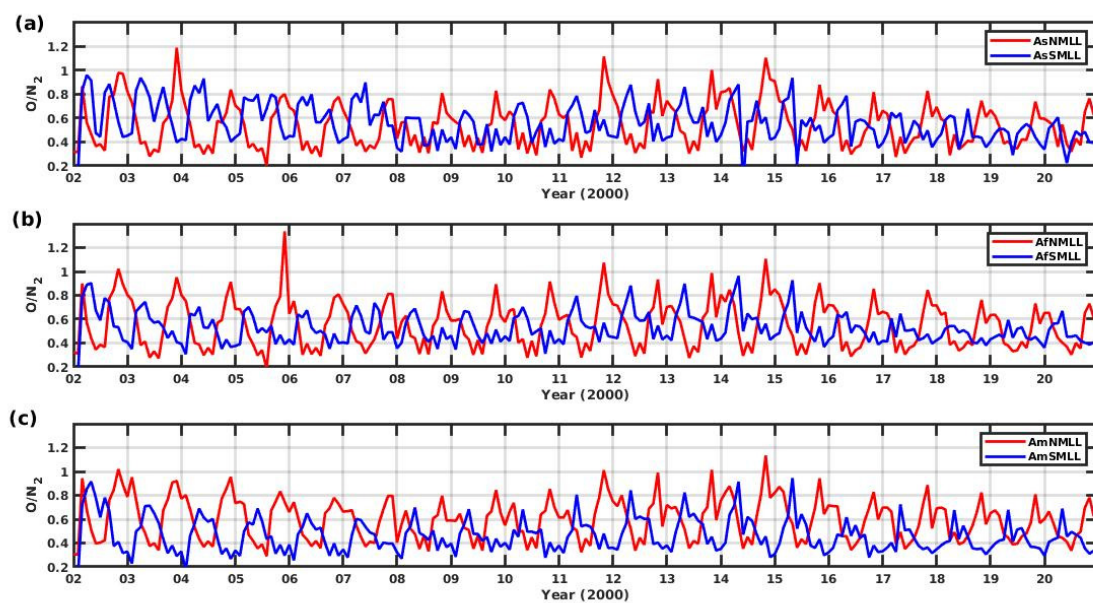 (a)
1.2
1
0.8
0.6
0.4
0.2
O/N2
AsNMLL
AsSMLL
02 03 04 05 06 07 08 09 10 11 12 13 14 15 16 17 18 19 20
Year (2000)
(b)
1.2
1
0.8
0.6
0.4
0.2
O/N2
AfNMLL
AfSMLL
02 03 04 05 06 07 08 09 10 11 12 13 14 15 16 17 18 19 20
Year (2000)
(c)
1.2
1
0.8
0.6
0.4
0.2
O/N2
AmNMLL
AmSMLL
02 03 04 05 06 07 08 09 10 11 12 13 14 15 16 17 18 19 20
Year (2000)